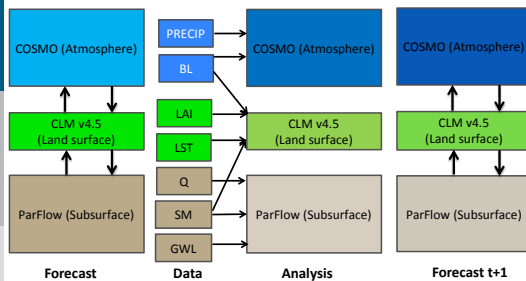 COSMO (Atmosphere)
CLM v4.5
(Land surface)
ParFlow (Subsurface)
Forecast
PRECIP
BL
LAI
LST
Q
SM
GWL
Data
COSMO (Atmosphere)
CLM v4.5
(Land surface)
ParFlow (Subsurface)
Analysis
COSMO (Atmosphere)
CLM v4.5
(Land surface)
ParFlow (Subsurface)
Forecast t+1